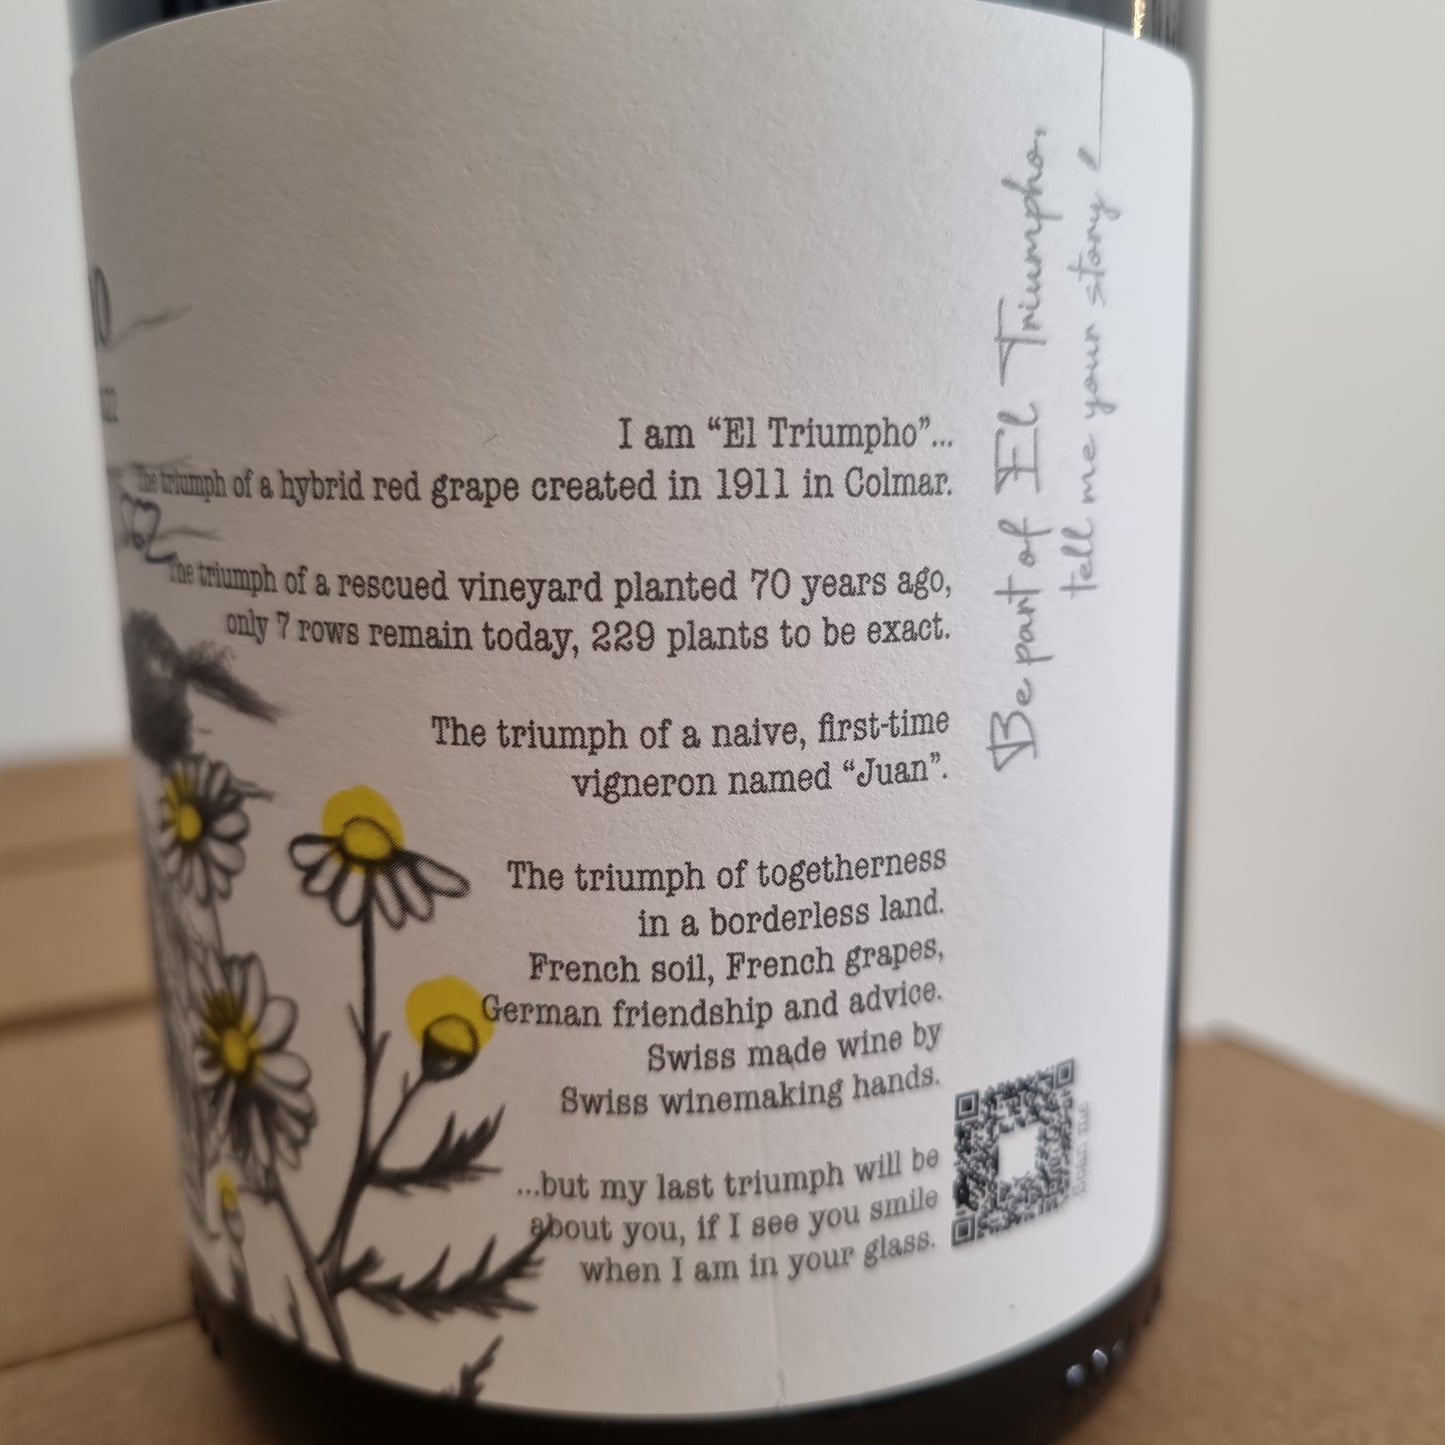 I am “El Triumpho”...
The triumph of a hybrid red grape created in 1911 in Colmar.
The triumph of a rescued vineyard planted 70 years ago,
only 7 rows remain today, 229 plants to be exact.
The triumph of a naive, first-time
vigneron named “Juan”.
The triumph of togetherness
in a borderless land.
French soil, French grapes,
German friendship and advice.
Swiss made wine by
Swiss winemaking hands.
...but my last triumph will be
about you, if I see you smile
when I am in your glass.
Be part of El Triumpho,
tell me your story!
Scan me